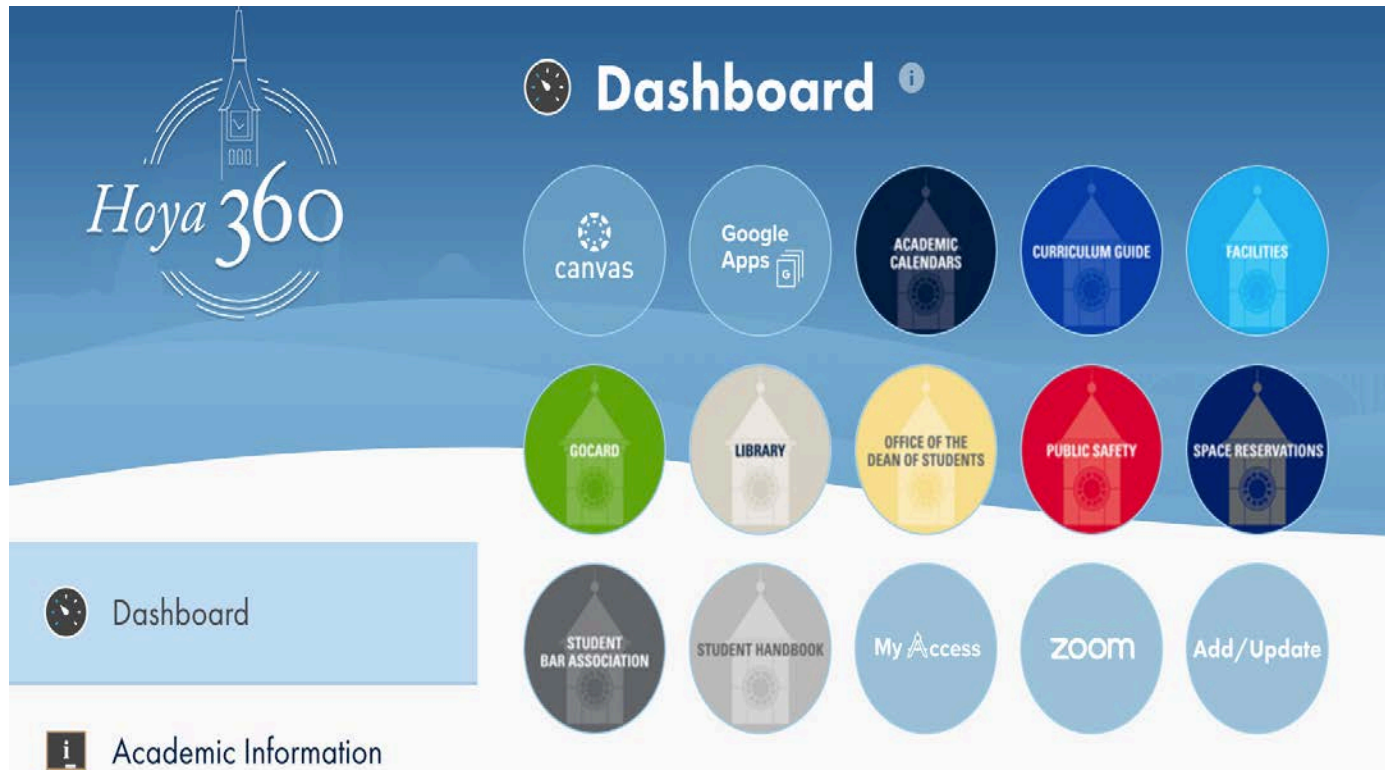 Hoya 360
Dashboard i
canvas
Google
Apps G
ACADEMIC
CALENDARS
CURRICULUM GUIDE
FACILITIES
GOCARD
LIBRARY
OFFICE OF THE
DEAN OF STUDENTS
PUBLIC SAFETY
SPACE RESERVATIONS
STUDENT
BAR ASSOCIATION
STUDENT HANDBOOK
My Access
zoom
Add/Update
Dashboard
i Academic Information